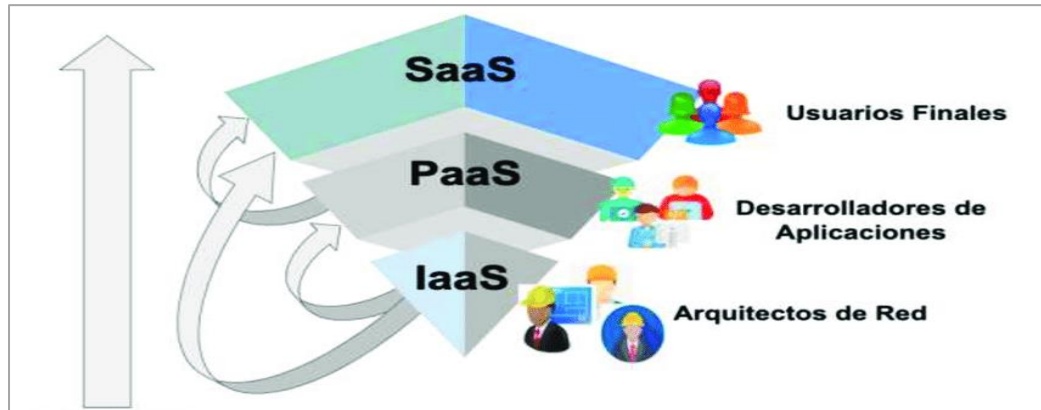 SaaS
Usuarios Finales
PaaS
Desarrolladores de
Aplicaciones
IaaS
Arquitectos de Red